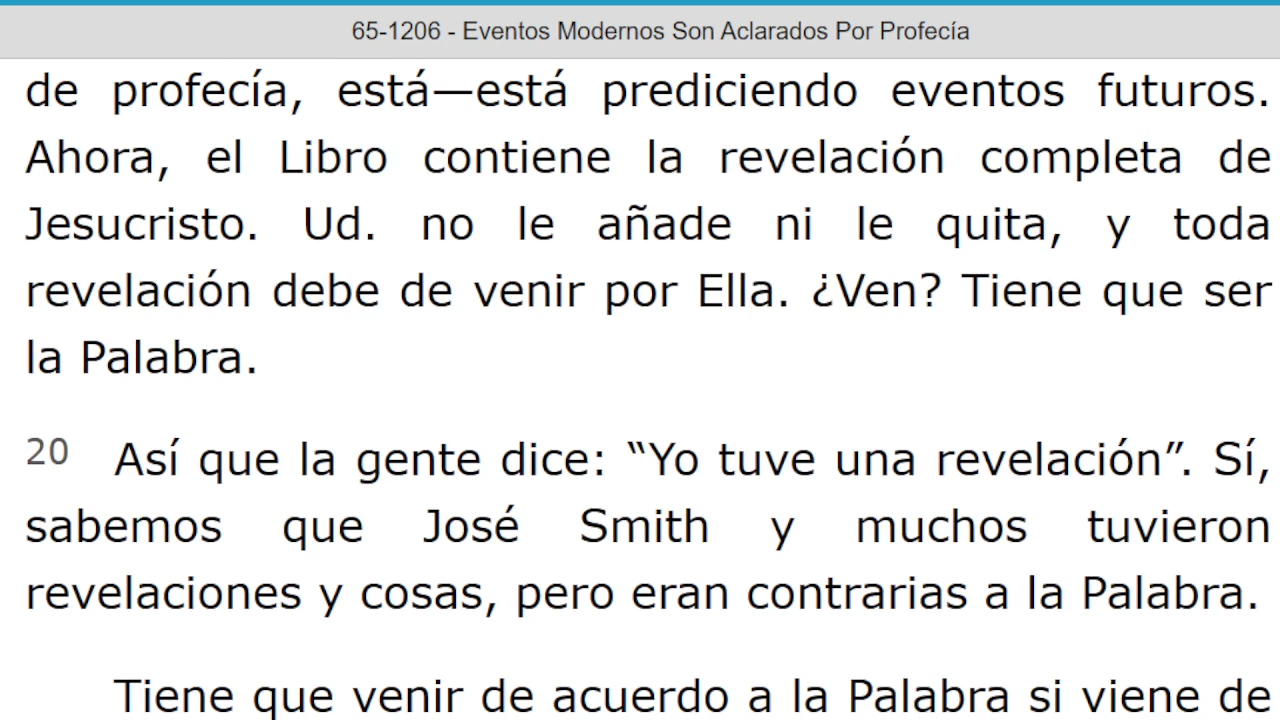 65-1206 - Eventos Modernos Son Aclarados Por Profecía
de profecía, está—está prediciendo eventos futuros.
Ahora, el Libro contiene la revelación completa de
Jesucristo. Ud. no le añade ni le quita, y toda
revelación debe de venir por Ella. ¿Ven? Tiene que ser
la Palabra.
20 Así que la gente dice: “Yo tuve una revelación”. Sí,
sabemos que José Smith y muchos tuvieron
revelaciones y cosas, pero eran contrarias a la Palabra.
Tiene que venir de acuerdo a la Palabra si viene de